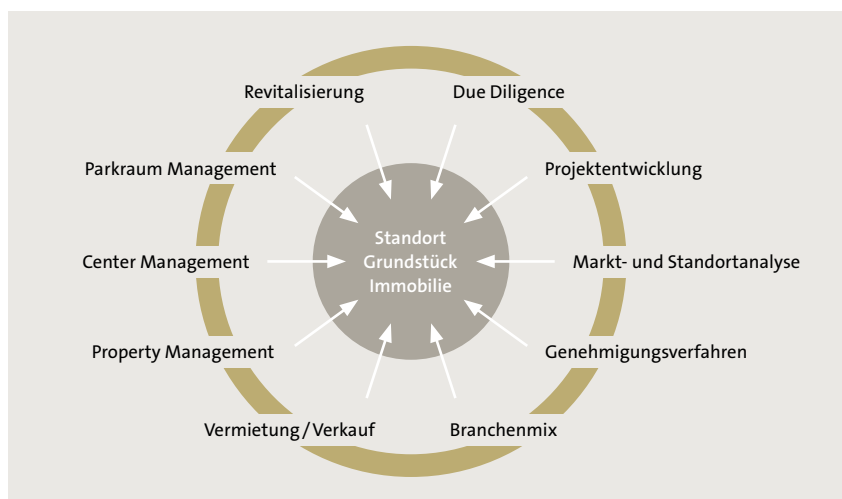 Revitalisierung
Due Diligence
Parkraum Management
Projektentwicklung
Standort
Grundstück
Immobilie
Center Management
Markt- und Standortanalyse
Property Management
Genehmigungsverfahren
Vermietung / Verkauf
Branchenmix